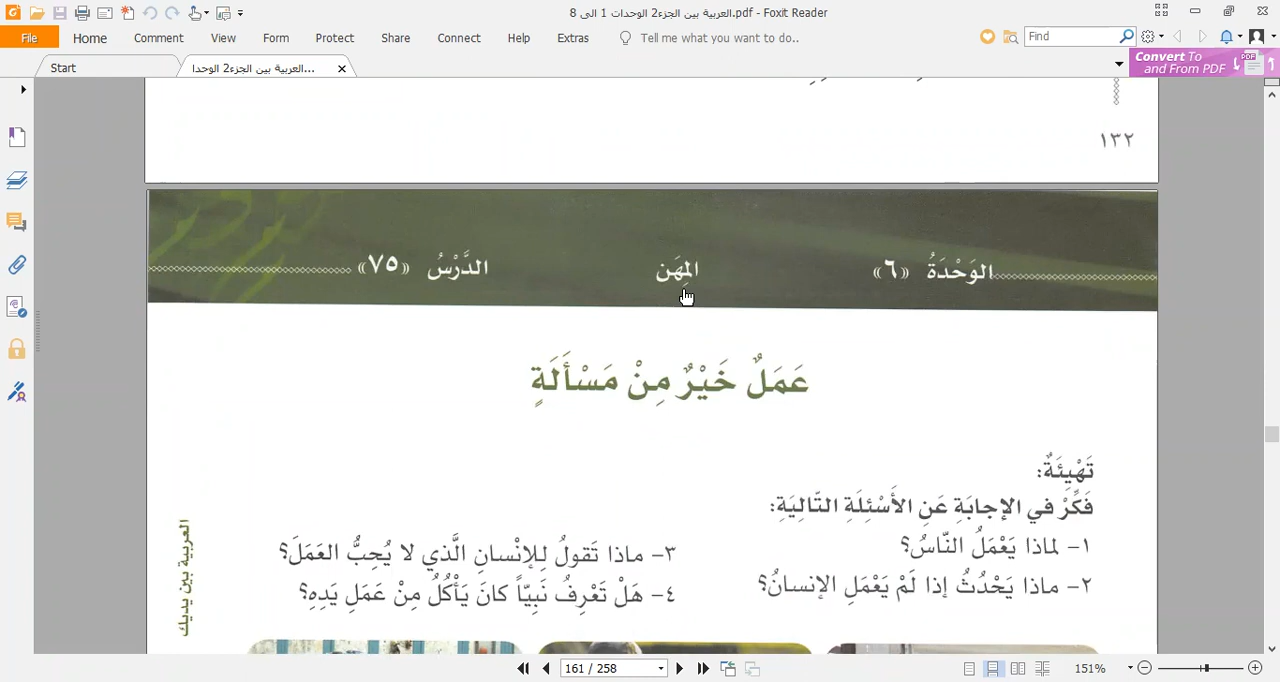 العربية بين الجزء2 الوحدات 1 الى 8.pdf - Foxit Reader
File Home Comment View Form Protect Share Connect Help Extras Tell me what you want to do.. Find
Start
العربية بين الجزء2 الوحدا...
Convert To
and From PDF
PDF
١٣٢
الوَحْدَةُ «٦» المِهَن الدَّرْسُ «٧٥»
عَمَلٌ خَيْرٌ مِنْ مَسْأَلَةٍ
تَهْيِئَةٌ:
فَكِّرْ في الإجابَةِ عَنِ الأَسْئِلَةِ التّالِيَةِ:
١- لماذا يَعْمَلُ النّاسُ؟
٢- ماذا يَحْدُثُ إذا لَمْ يَعْمَلِ الإنسانُ؟
٣- ماذا تَقولُ لِلإنْسانِ الَّذي لا يُحِبُّ العَمَلَ؟
٤- هَلْ تَعْرِفُ نَبِيّاً كانَ يَأْكُلُ مِنْ عَمَلِ يَدِهِ؟
العربية بين يديك
161 / 258
151%